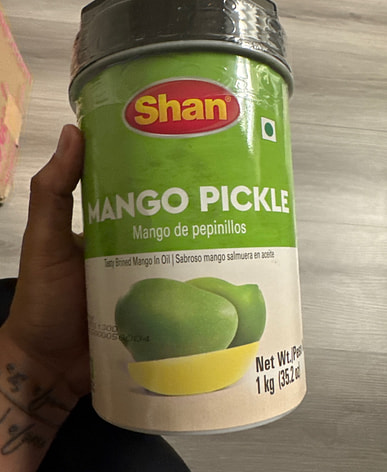 Shan®
MANGO PICKLE
Mango de pepinillos
Tasty Brined Mango In Oil | Sabroso mango salmuera en aceite
Net Wt./Peso
1 kg (35.2 oz)